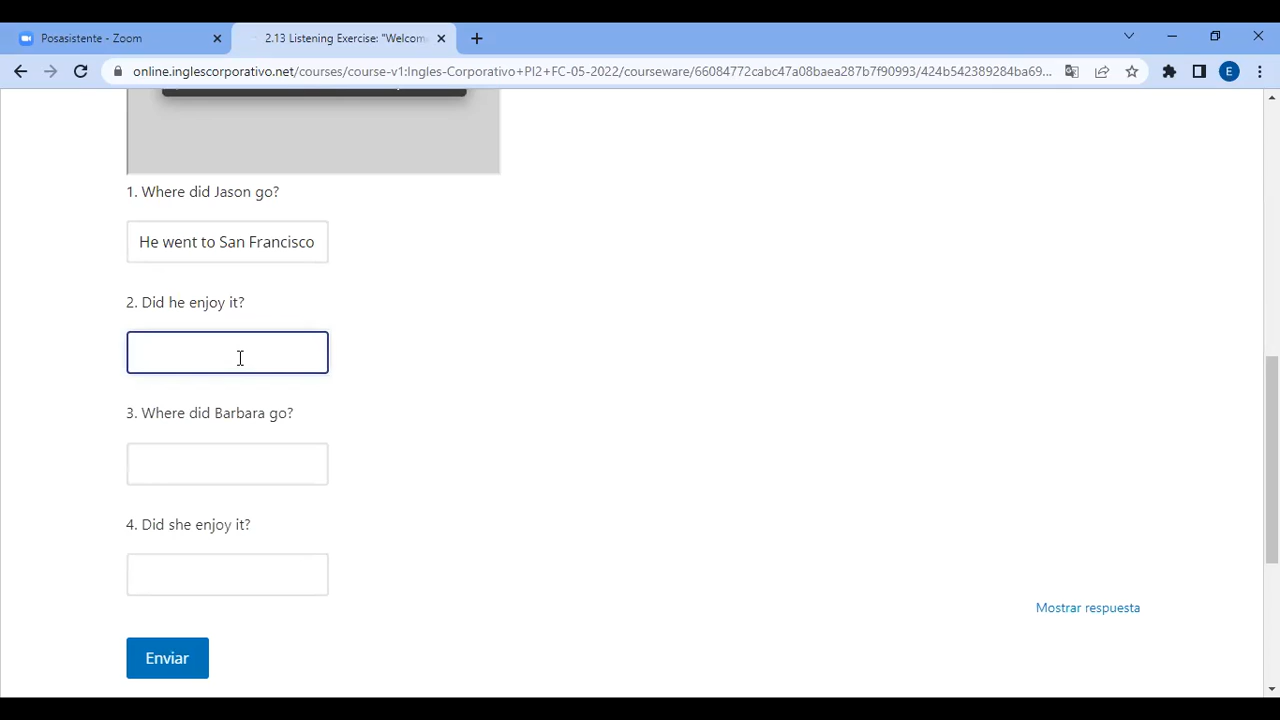 Posasistente - Zoom
2.13 Listening Exercise: "Welcom
online.inglescorporativo.net/courses/course-v1:Ingles-Corporativo+PI2+FC-05-2022/courseware/66084772cabc47a08baea287b7f90993/424b542389284ba69...
E
1. Where did Jason go?
He went to San Francisco
2. Did he enjoy it?
3. Where did Barbara go?
4. Did she enjoy it?
Mostrar respuesta
Enviar